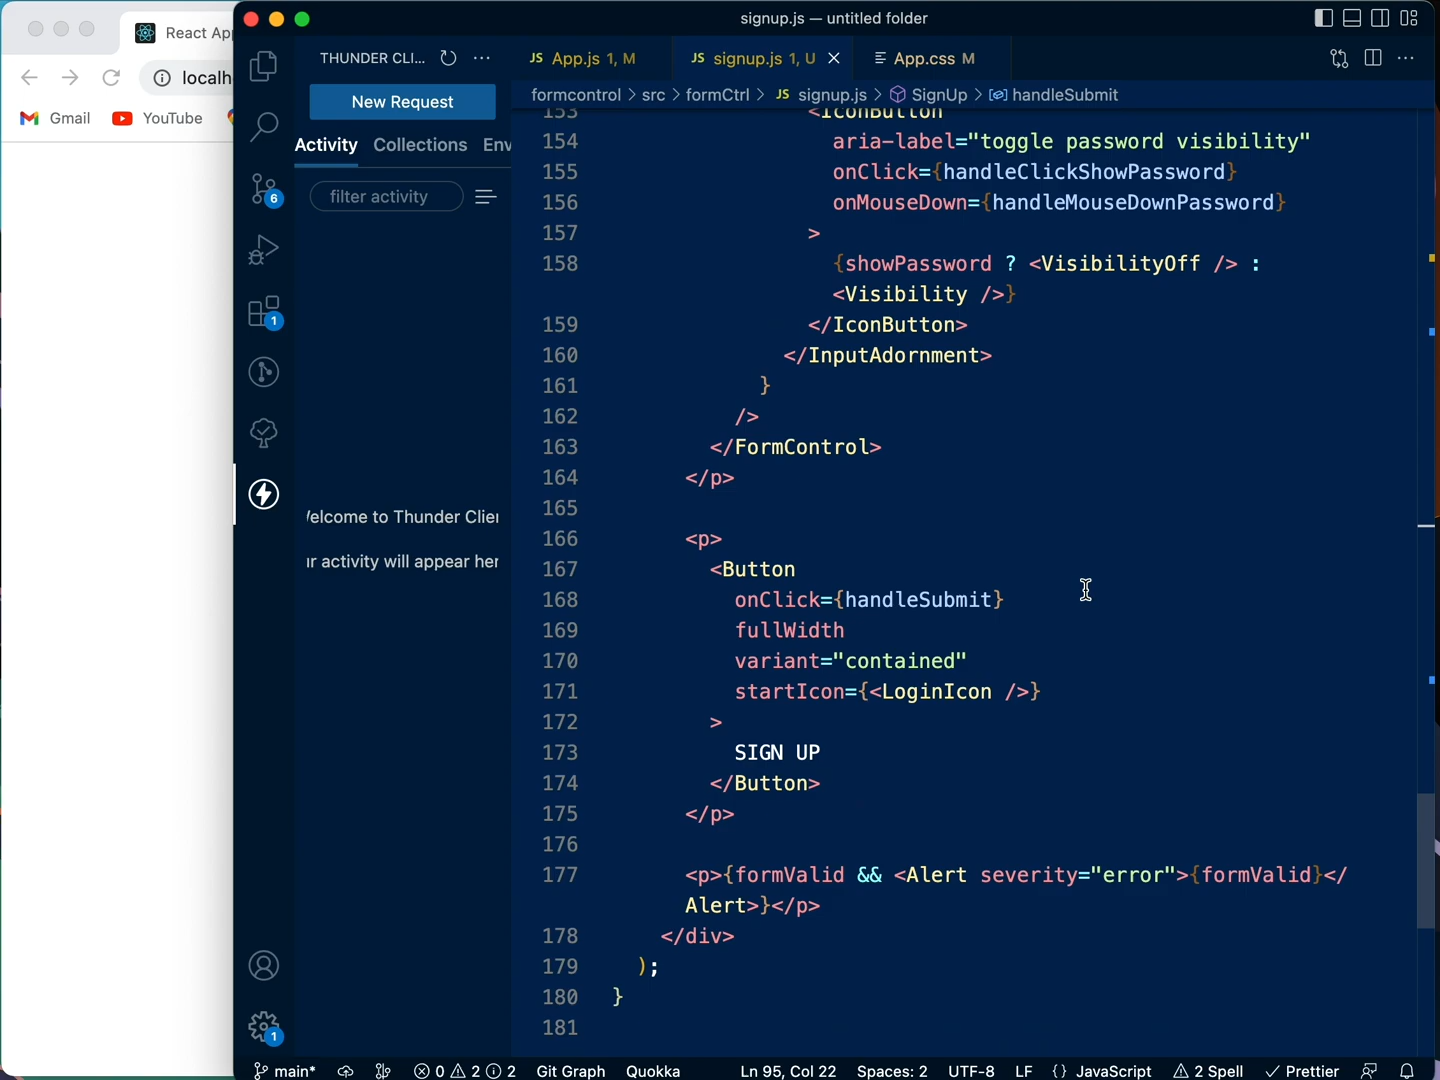 signup.js — untitled folder
React App
localh
Gmail
YouTube
THUNDER CLI...
New Request
Activity
Collections
Env
filter activity
elcome to Thunder Clien
ur activity will appear her
JS App.js 1, M
JS signup.js 1, U
App.css M
formcontrol > src > formCtrl > JS signup.js > SignUp > handleSubmit
153 <IconButton
154 aria-label="toggle password visibility"
155 onClick={handleClickShowPassword}
156 onMouseDown={handleMouseDownPassword}
157 >
158 {showPassword ? <VisibilityOff /> :
<Visibility />}
159 </IconButton>
160 </InputAdornment>
161 }
162 />
163 </FormControl>
164 </p>
165
166 <p>
167 <Button
168 onClick={handleSubmit}
169 fullWidth
170 variant="contained"
171 startIcon={<LoginIcon />}
172 >
173 SIGN UP
174 </Button>
175 </p>
176
177 <p>{formValid && <Alert severity="error">{formValid}</
Alert>}</p>
178 </div>
179 );
180 }
181
6
1
1
main* 0 2 2 Git Graph Quokka Ln 95, Col 22 Spaces: 2 UTF-8 LF {} JavaScript 2 Spell Prettier